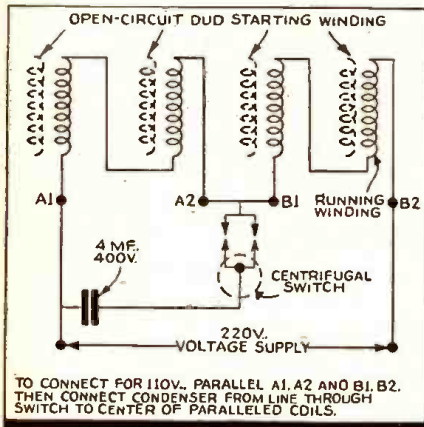 OPEN-CIRCUIT DUD STARTING WINDING
A1
A2
B1
B2
RUNNING
WINDING
4 MF.
400V.
CENTRIFUGAL
SWITCH
220V.
VOLTAGE SUPPLY
TO CONNECT FOR 110V., PARALLEL A1, A2 AND B1, B2.
THEN CONNECT CONDENSER FROM LINE THROUGH
SWITCH TO CENTER OF PARALLELED COILS.